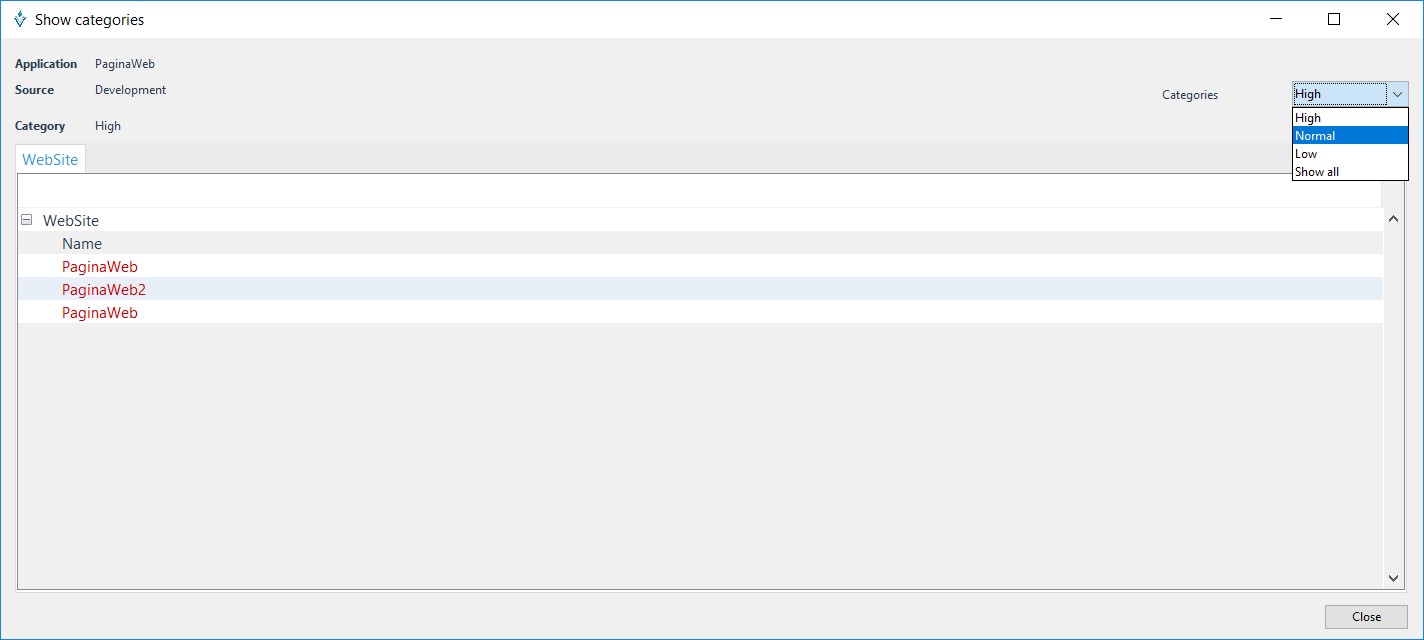 Show categories
Application PaginaWeb
Source Development
Categories High
High
Normal
Low
Show all
Category High
WebSite
WebSite
Name
PaginaWeb
PaginaWeb2
PaginaWeb
Close